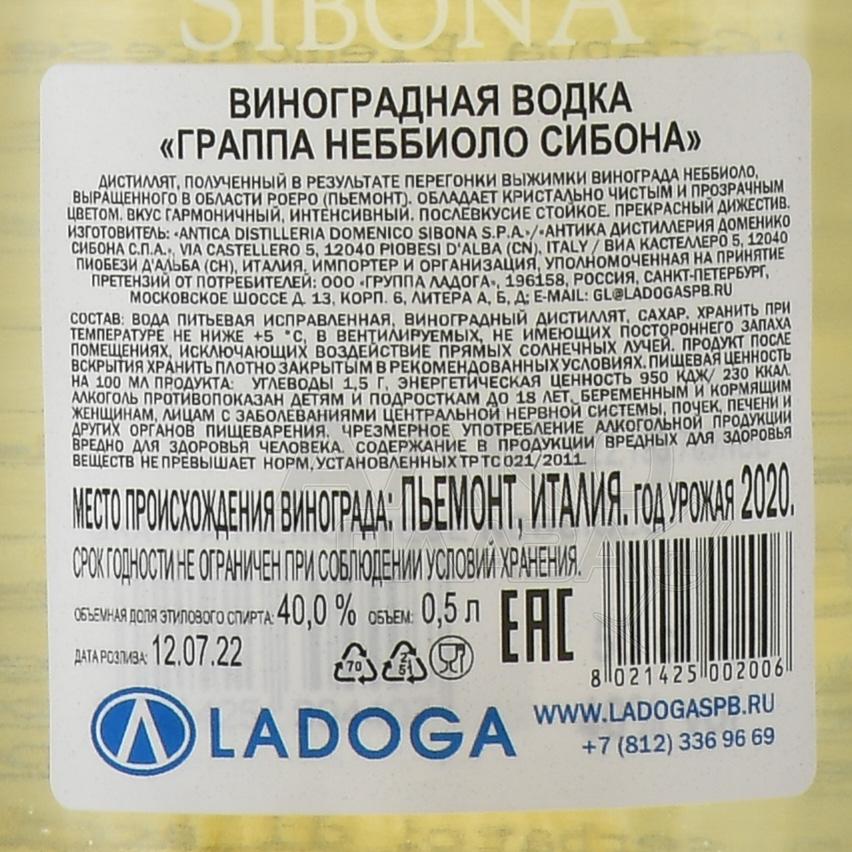 SIBONA
ВИНОГРАДНАЯ ВОДКА
«ГРАППА НЕББИОЛО СИБОНА»
ДИСТИЛЛЯТ, ПОЛУЧЕННЫЙ В РЕЗУЛЬТАТЕ ПЕРЕГОНКИ ВЫЖИМКИ ВИНОГРАДА НЕББИОЛО,
ВЫРАЩЕННОГО В ОБЛАСТИ РОЕРО (ПЬЕМОНТ). ОБЛАДАЕТ КРИСТАЛЬНО ЧИСТЫМ И ПРОЗРАЧНЫМ
ЦВЕТОМ. ВКУС ГАРМОНИЧНЫЙ, ИНТЕНСИВНЫЙ. ПОСЛЕВКУСИЕ СТОЙКОЕ. ПРЕКРАСНЫЙ ДИЖЕСТИВ.
ИЗГОТОВИТЕЛЬ: «ANTICA DISTILLERIA DOMENICO SIBONA S.P.A.»/«АНТИКА ДИСТИЛЛЕРИЯ ДОМЕНИКО
СИБОНА С.П.А.», VIA CASTELLERO 5, 12040 PIOBESI D'ALBA (CN), ITALY / ВИА КАСТЕЛЛЕРО 5, 12040
ПИОБЕЗИ Д'АЛЬБА (СН), ИТАЛИЯ. ИМПОРТЕР И ОРГАНИЗАЦИЯ, УПОЛНОМОЧЕННАЯ НА ПРИНЯТИЕ
ПРЕТЕНЗИЙ ОТ ПОТРЕБИТЕЛЕЙ: ООО «ГРУППА ЛАДОГА», 196158, РОССИЯ, САНКТ-ПЕТЕРБУРГ,
МОСКОВСКОЕ ШОССЕ Д. 13, КОРП. 6, ЛИТЕРА А, Б, Д; E-MAIL: GL@LADOGASPB.RU
СОСТАВ: ВОДА ПИТЬЕВАЯ ИСПРАВЛЕННАЯ, ВИНОГРАДНЫЙ ДИСТИЛЛЯТ, САХАР. ХРАНИТЬ ПРИ
ТЕМПЕРАТУРЕ НЕ НИЖЕ +5 °С, В ВЕНТИЛИРУЕМЫХ, НЕ ИМЕЮЩИХ ПОСТОРОННЕГО ЗАПАХА
ПОМЕЩЕНИЯХ, ИСКЛЮЧАЮЩИХ ВОЗДЕЙСТВИЕ ПРЯМЫХ СОЛНЕЧНЫХ ЛУЧЕЙ. ПРОДУКТ ПОСЛЕ
ВСКРЫТИЯ ХРАНИТЬ ПЛОТНО ЗАКРЫТЫМ В РЕКОМЕНДОВАННЫХ УСЛОВИЯХ. ПИЩЕВАЯ ЦЕННОСТЬ
НА 100 МЛ ПРОДУКТА: УГЛЕВОДЫ 1,5 Г, ЭНЕРГЕТИЧЕСКАЯ ЦЕННОСТЬ 950 КДЖ/ 230 ККАЛ.
АЛКОГОЛЬ ПРОТИВОПОКАЗАН ДЕТЯМ И ПОДРОСТКАМ ДО 18 ЛЕТ, БЕРЕМЕННЫМ И КОРМЯЩИМ
ЖЕНЩИНАМ, ЛИЦАМ С ЗАБОЛЕВАНИЯМИ ЦЕНТРАЛЬНОЙ НЕРВНОЙ СИСТЕМЫ, ПОЧЕК, ПЕЧЕНИ И
ДРУГИХ ОРГАНОВ ПИЩЕВАРЕНИЯ. ЧРЕЗМЕРНОЕ УПОТРЕБЛЕНИЕ АЛКОГОЛЬНОЙ ПРОДУКЦИИ
ВРЕДНО ДЛЯ ЗДОРОВЬЯ ЧЕЛОВЕКА. СОДЕРЖАНИЕ В ПРОДУКЦИИ ВРЕДНЫХ ДЛЯ ЗДОРОВЬЯ
ВЕЩЕСТВ НЕ ПРЕВЫШАЕТ НОРМ, УСТАНОВЛЕННЫХ ТР ТС 021/2011.
МЕСТО ПРОИСХОЖДЕНИЯ ВИНОГРАДА: ПЬЕМОНТ, ИТАЛИЯ. ГОД УРОЖАЯ 2020.
СРОК ГОДНОСТИ НЕ ОГРАНИЧЕН ПРИ СОБЛЮДЕНИИ УСЛОВИЙ ХРАНЕНИЯ.
ОБЪЕМНАЯ ДОЛЯ ЭТИЛОВОГО СПИРТА: 40,0 % ОБЪЕМ: 0,5 л
EAC
ДАТА РОЗЛИВА: 12.07.22
70
8 021425 002006
LADOGA
WWW.LADOGASPB.RU
+7 (812) 336 96 69